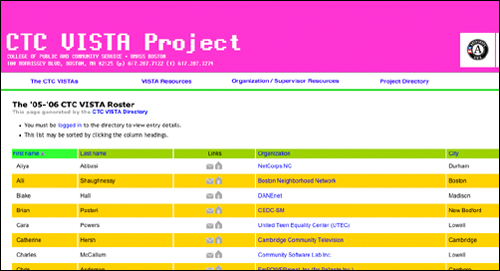 CTC VISTA Project
COLLEGE OF PUBLIC AND COMMUNITY SERVICE • UMASS BOSTON
100 MORRISSEY BLVD, BOSTON, MA 02125 (p) 617.287.7122 (f) 617.287.3274
The CTC VISTAs VISTA Resources Organization / Supervisor Resources Project Directory
The '05-'06 CTC VISTA Roster
This page generated by the CTC VISTA Directory
• You must be logged in to the directory to view entry details.
• This list may be sorted by clicking the column headings.
First name Last name Links Organization City
Aliya Abbasi NetCorps NC Durham
Alli Shaughnessy Boston Neighborhood Network Boston
Blake Hall DANEnet Madison
Brian Pastori CEDC-SM New Bedford
Cara Powers United Teen Equality Center (UTEC) Lowell
Catherine Hersh Cambridge Community Television Cambridge
Charles McCallum Community Software Lab Inc. Lowell
Chris Anderson